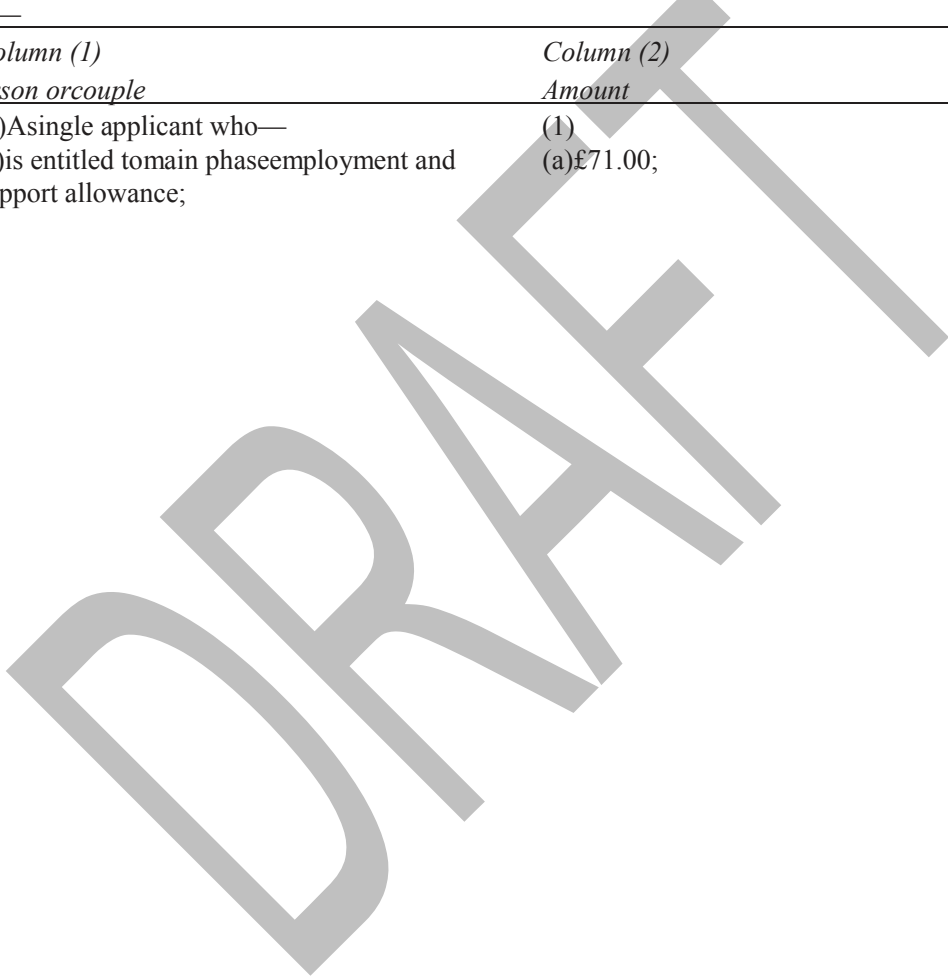 —
olumn (1) Column (2)
rson orcouple Amount
)Asingle applicant who— (1)
)is entitled tomain phaseemployment and (a)£71.00;
pport allowance;
DRAFT